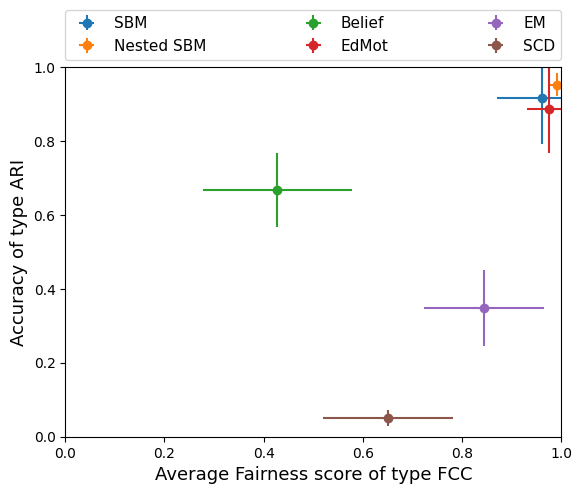 SBM Belief EM
Nested SBM EdMot SCD
1.0
0.8
0.6
0.4
0.2
0.0
Accuracy of type ARI
0.0 0.2 0.4 0.6 0.8 1.0
Average Fairness score of type FCC